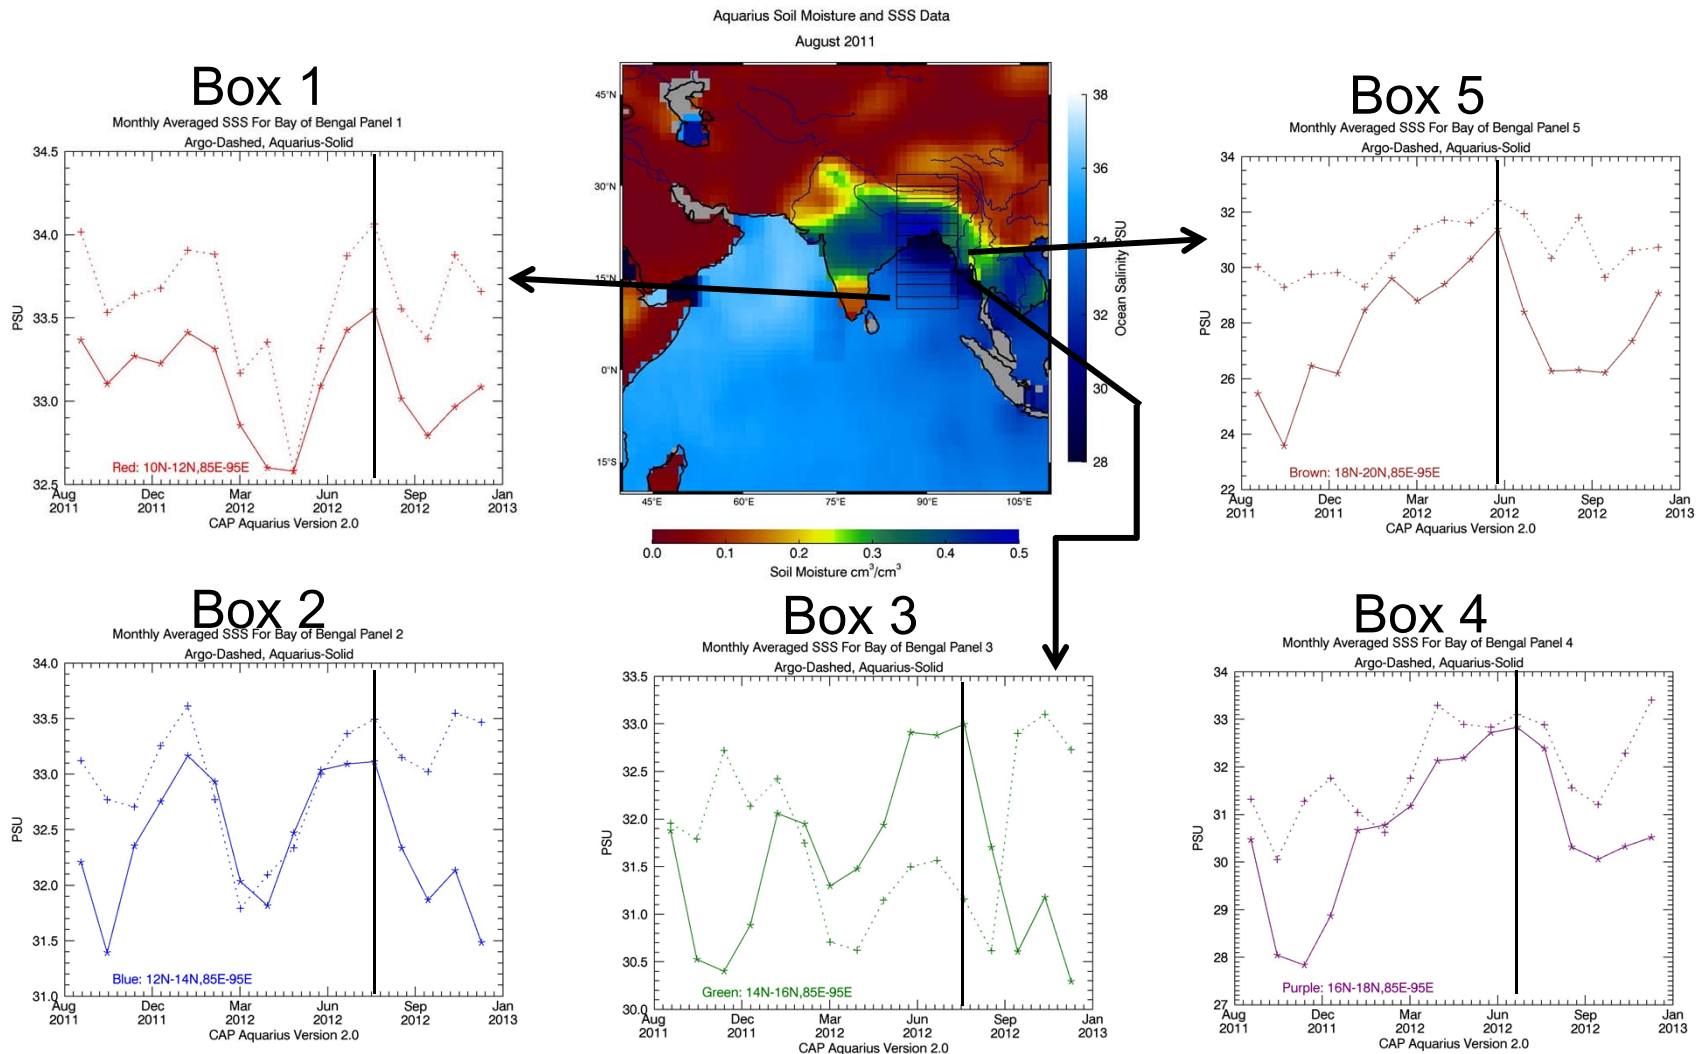 Aquarius Soil Moisture and SSS Data
August 2011
45°N
30°N
15°N
0°N
15°S
45°E 60°E 75°E 90°E 105°E
38
36
34
32
30
28
Ocean Salinity PSU
0.0 0.1 0.2 0.3 0.4 0.5
Soil Moisture cm³/cm³
Box 1
Monthly Averaged SSS For Bay of Bengal Panel 1
Argo-Dashed, Aquarius-Solid
34.5
34.0
33.5
33.0
32.5
PSU
Red: 10N-12N,85E-95E
Aug Dec Mar Jun Sep Jan
2011 2011 2012 2012 2012 2013
CAP Aquarius Version 2.0
Box 5
Monthly Averaged SSS For Bay of Bengal Panel 5
Argo-Dashed, Aquarius-Solid
34
32
30
28
26
24
22
PSU
Brown: 18N-20N,85E-95E
Aug Dec Mar Jun Sep Jan
2011 2011 2012 2012 2012 2013
CAP Aquarius Version 2.0
Box 2
Monthly Averaged SSS For Bay of Bengal Panel 2
Argo-Dashed, Aquarius-Solid
34.0
33.5
33.0
32.5
32.0
31.5
31.0
PSU
Blue: 12N-14N,85E-95E
Aug Dec Mar Jun Sep Jan
2011 2011 2012 2012 2012 2013
CAP Aquarius Version 2.0
Box 3
Monthly Averaged SSS For Bay of Bengal Panel 3
Argo-Dashed, Aquarius-Solid
33.5
33.0
32.5
32.0
31.5
31.0
30.5
30.0
PSU
Green: 14N-16N,85E-95E
Aug Dec Mar Jun Sep Jan
2011 2011 2012 2012 2012 2013
CAP Aquarius Version 2.0
Box 4
Monthly Averaged SSS For Bay of Bengal Panel 4
Argo-Dashed, Aquarius-Solid
34
33
32
31
30
29
28
27
PSU
Purple: 16N-18N,85E-95E
Aug Dec Mar Jun Sep Jan
2011 2011 2012 2012 2012 2013
CAP Aquarius Version 2.0